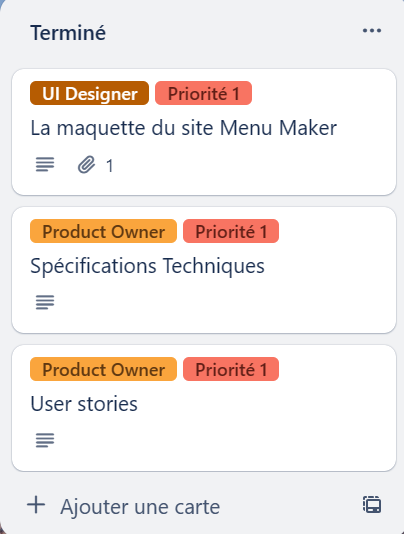 Terminé
UI Designer Priorité 1
La maquette du site Menu Maker
1
Product Owner Priorité 1
Spécifications Techniques
Product Owner Priorité 1
User stories
Ajouter une carte